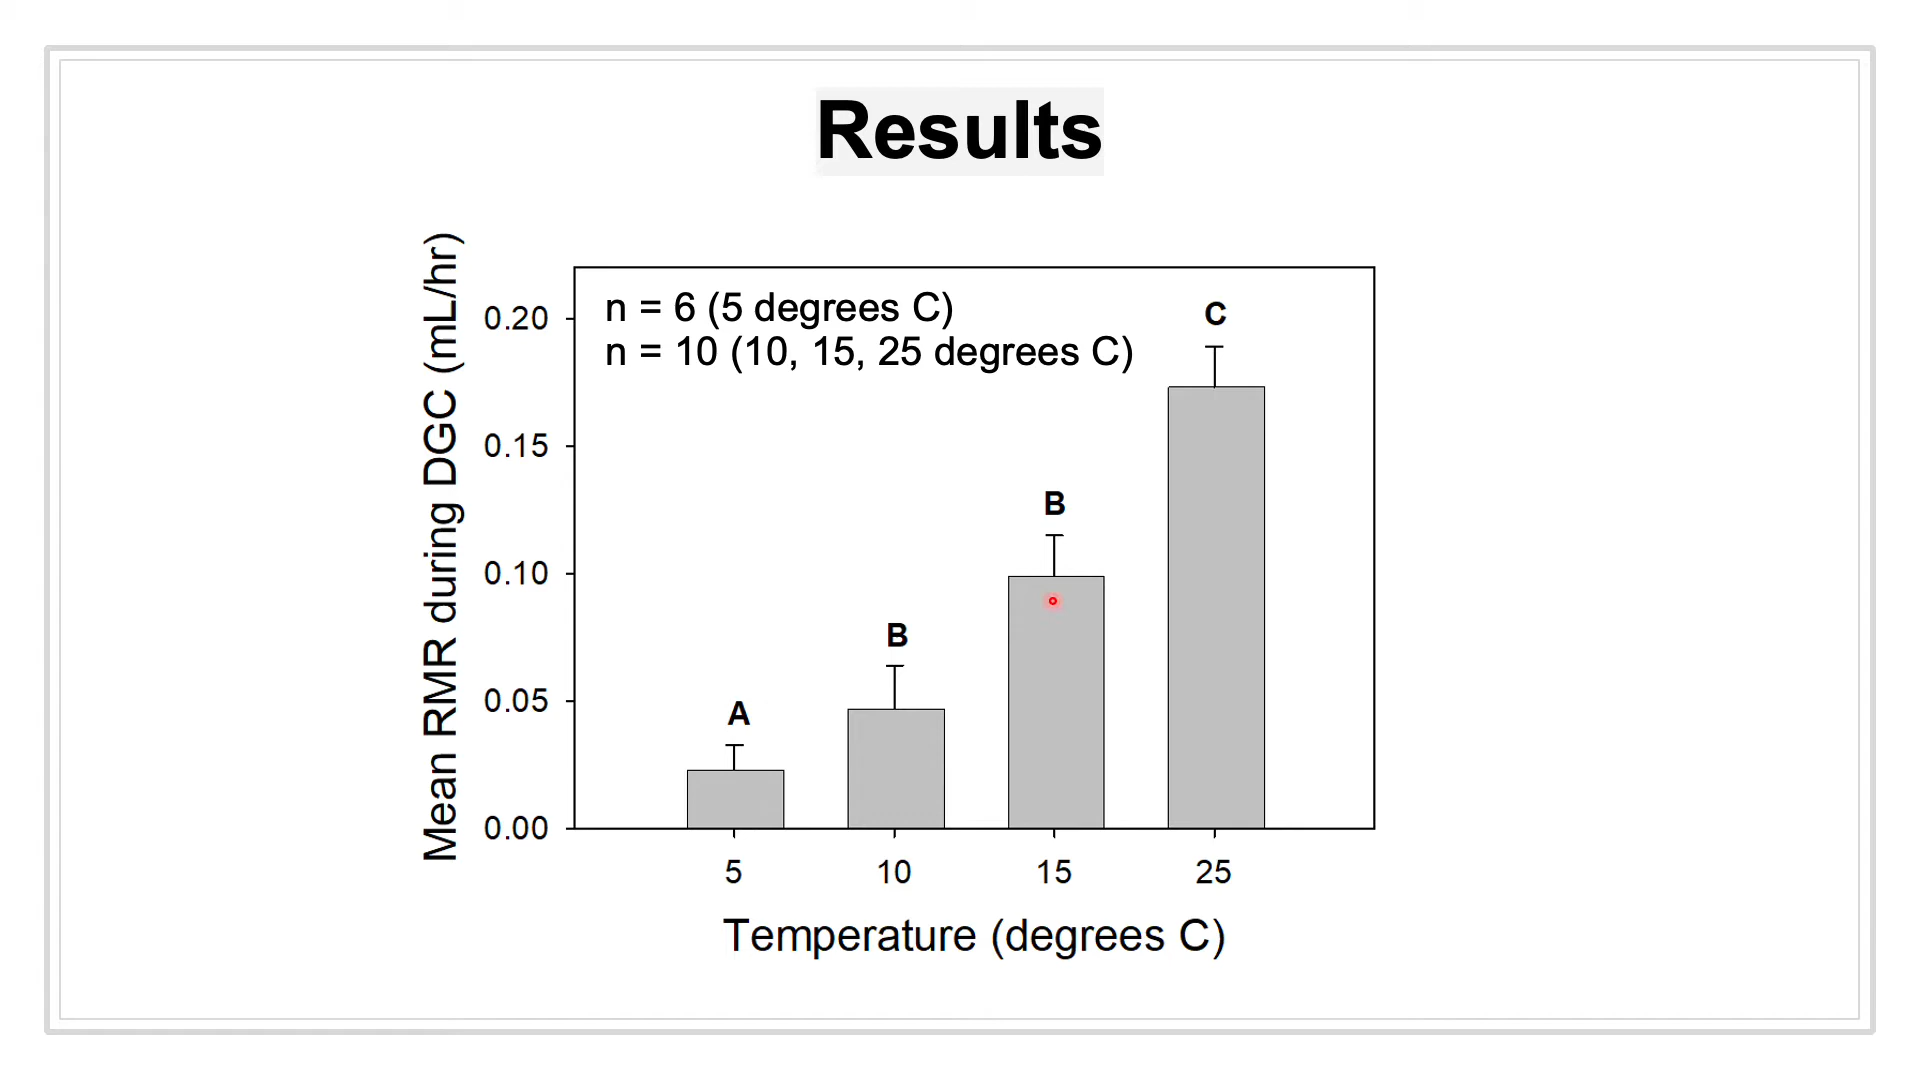 Results
Mean RMR during DGC (mL/hr)
n = 6 (5 degrees C)
n = 10 (10, 15, 25 degrees C)
0.20
0.15
0.10
0.05
0.00
A
B
B
C
5
10
15
25
Temperature (degrees C)